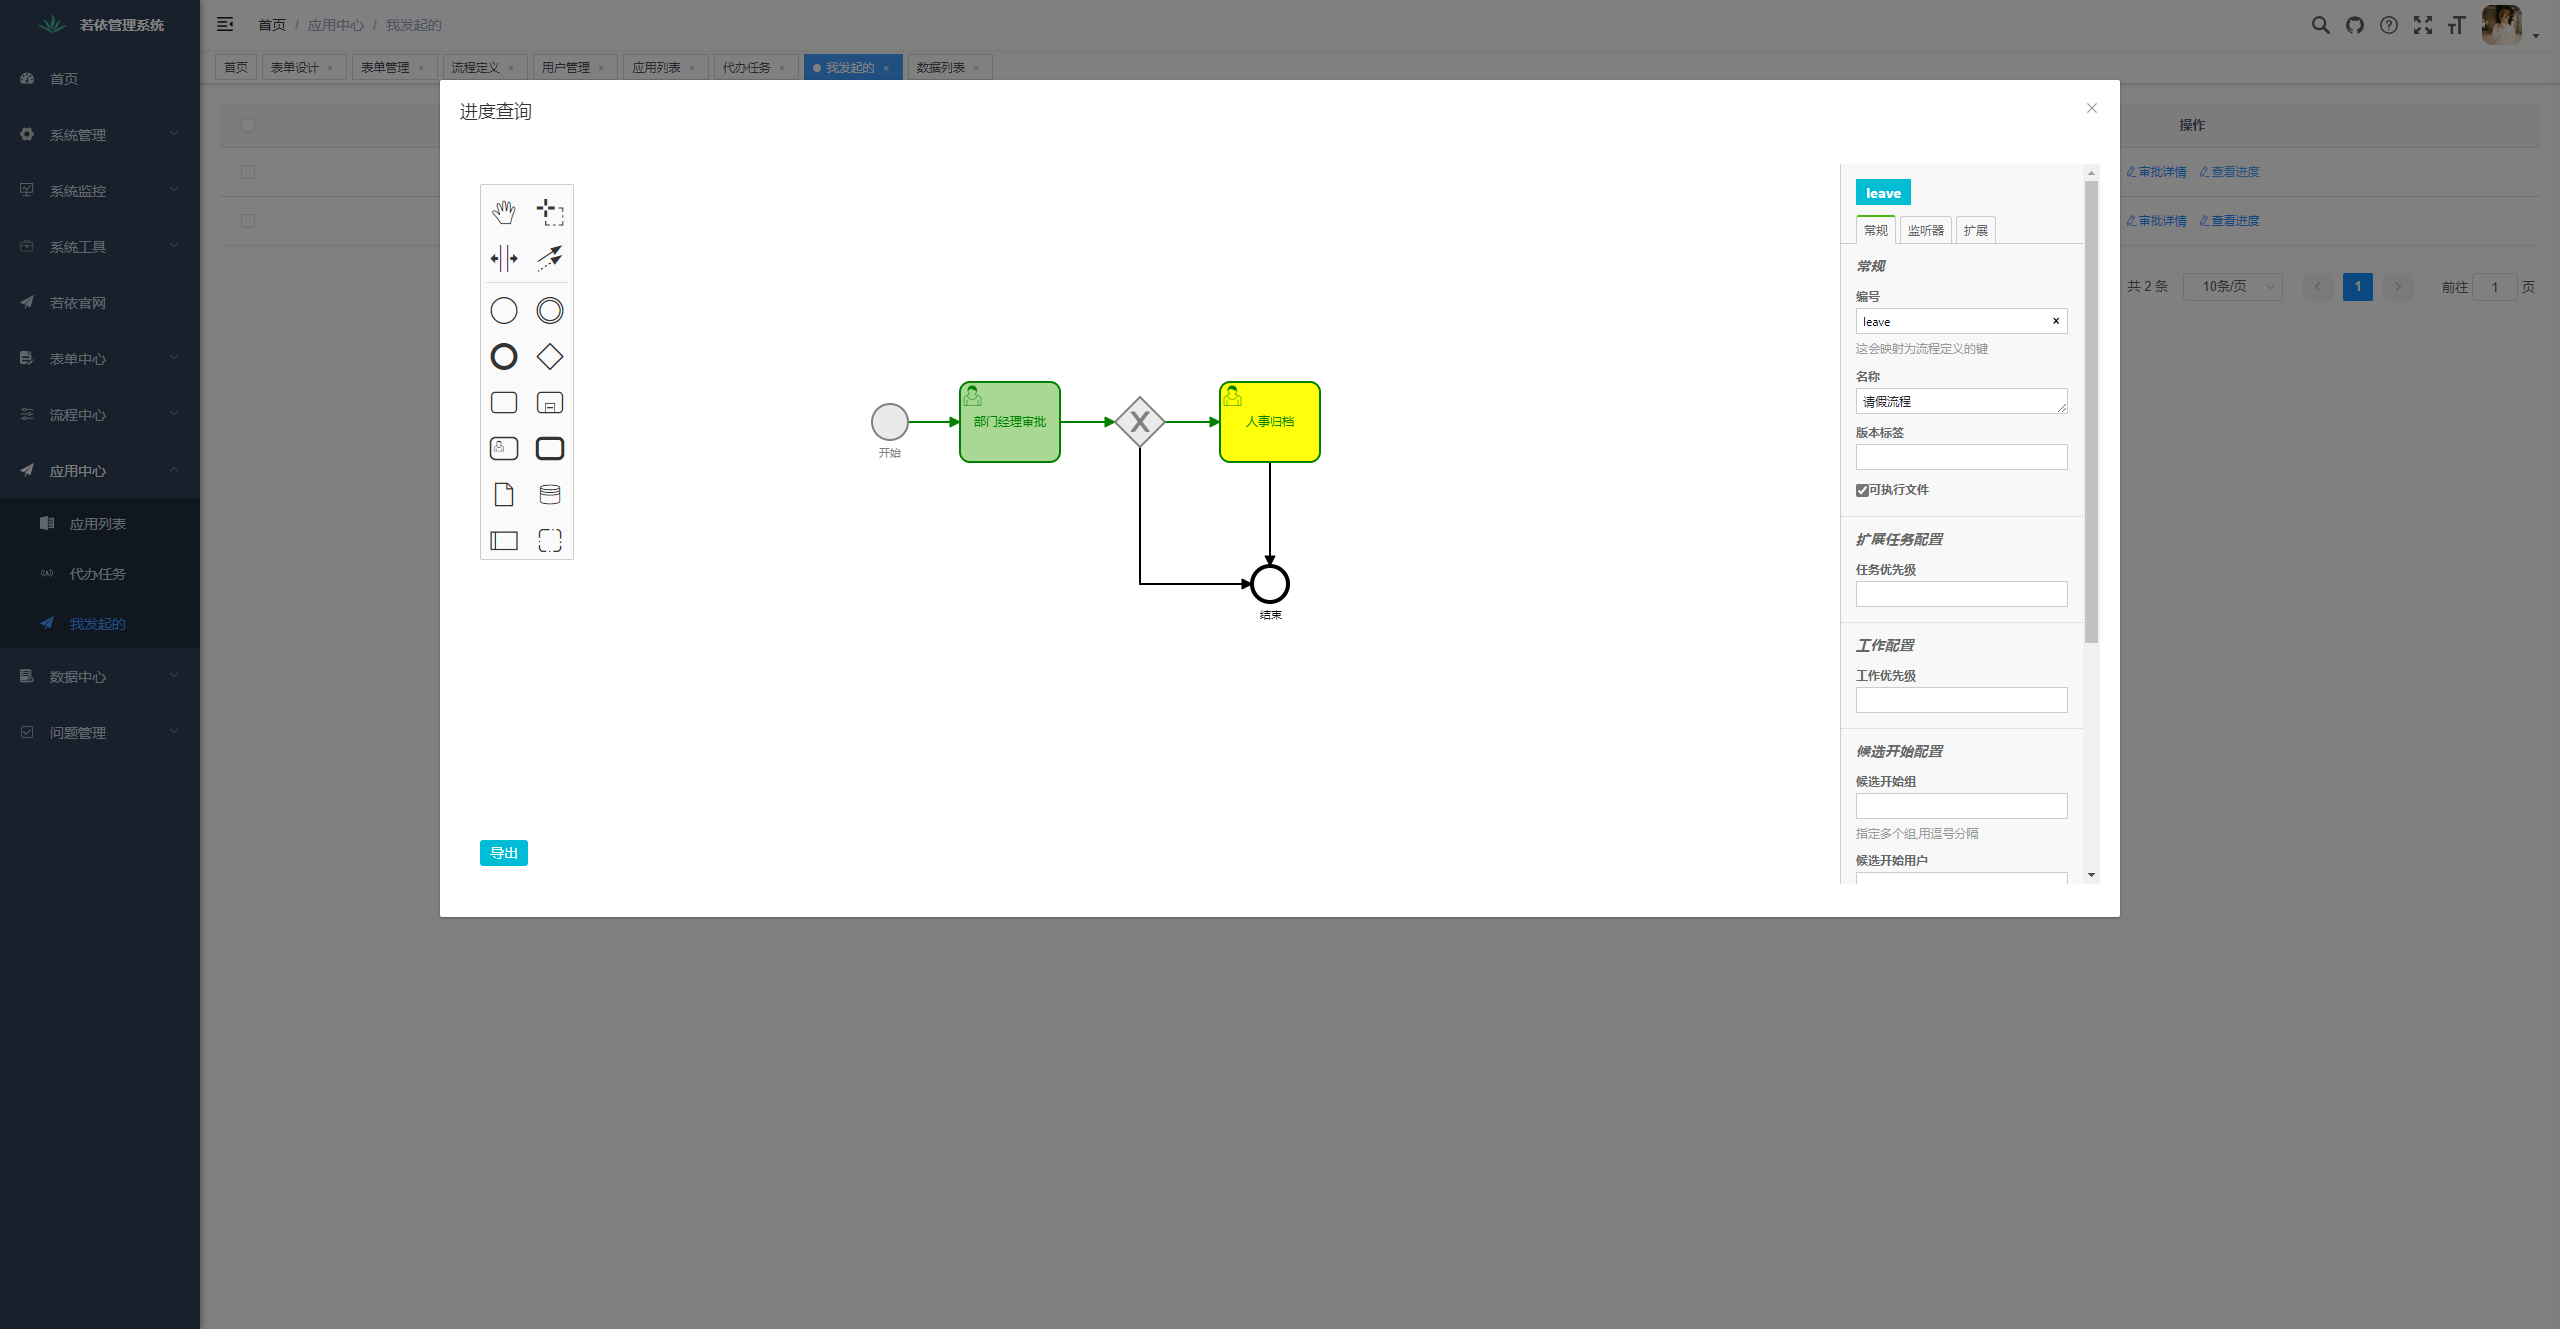 若依管理系统
首页 / 应用中心 / 我发起的
首页
表单设计 ×
表单管理 ×
流程定义 ×
用户管理 ×
应用列表 ×
代办任务 ×
我发起的 ×
数据列表 ×
首页
系统管理
系统监控
系统工具
若依官网
表单中心
流程中心
应用中心
应用列表
代办任务
我发起的
数据中心
问题管理
操作
审批详情 查看进度
审批详情 查看进度
共 2 条 10条/页 1 前往 1 页
进度查询
开始
部门经理审批
人事归档
结束
导出
leave
常规 监听器 扩展
常规
编号
leave
这会映射为流程定义的键
名称
请假流程
版本标签
可执行文件
扩展任务配置
任务优先级
工作配置
工作优先级
候选开始配置
候选开始组
指定多个组,用逗号分隔
候选开始用户